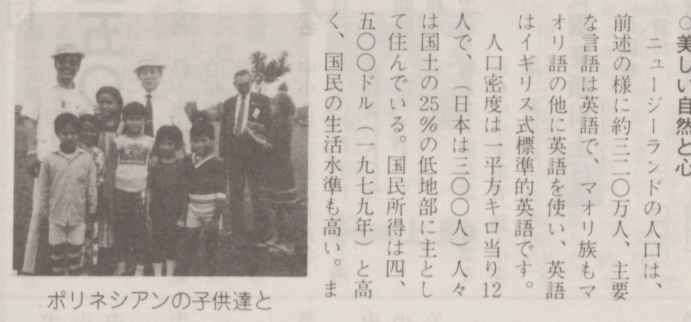 ○美しい自然と心
ニュージーランドの人口は、
前述の様に約三二〇万人、主要
な言語は英語で、マオリ族もマ
オリ語の他に英語を使い、英語
はイギリス式標準的英語です。
人口密度は一平方キロ当り12
人で、（日本は三〇〇人）人々
は国土の25％の低地部に主とし
て住んでいる。国民所得は四、
五〇〇ドル（一九七九年）と高
く、国民の生活水準も高い。ま
ポリネシアンの子供達と